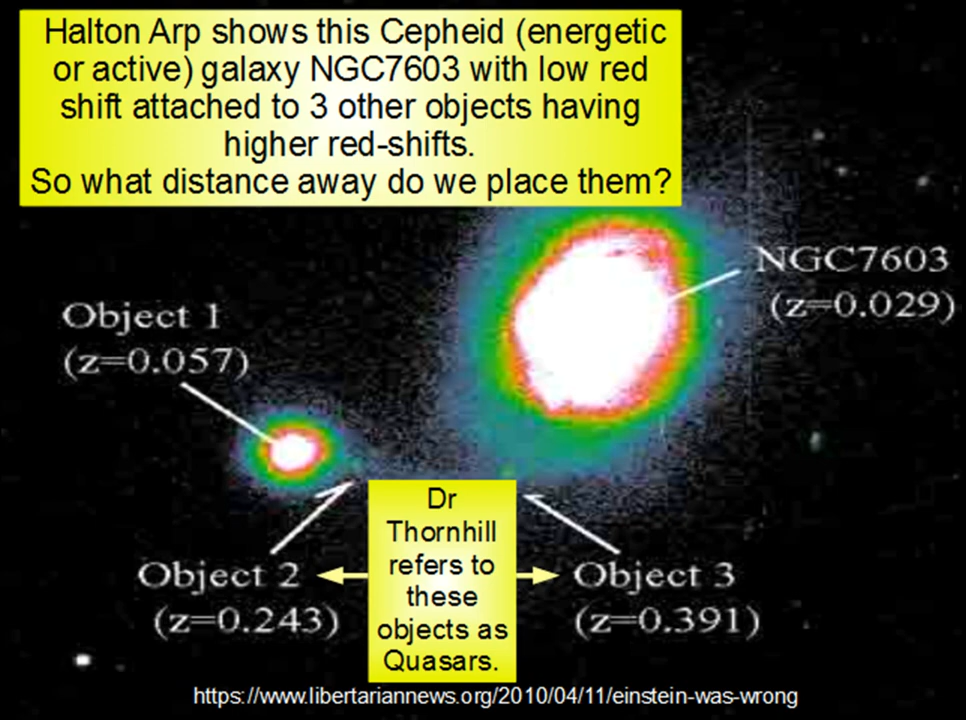 Halton Arp shows this Cepheid (energetic
or active) galaxy NGC7603 with low red
shift attached to 3 other objects having
higher red-shifts.
So what distance away do we place them?
NGC7603
(z=0.029)
Object 1
(z=0.057)
Dr
Thornhill
refers to
these
objects as
Quasars.
Object 2
(z=0.243)
Object 3
(z=0.391)
https://www.libertariannews.org/2010/04/11/einstein-was-wrong